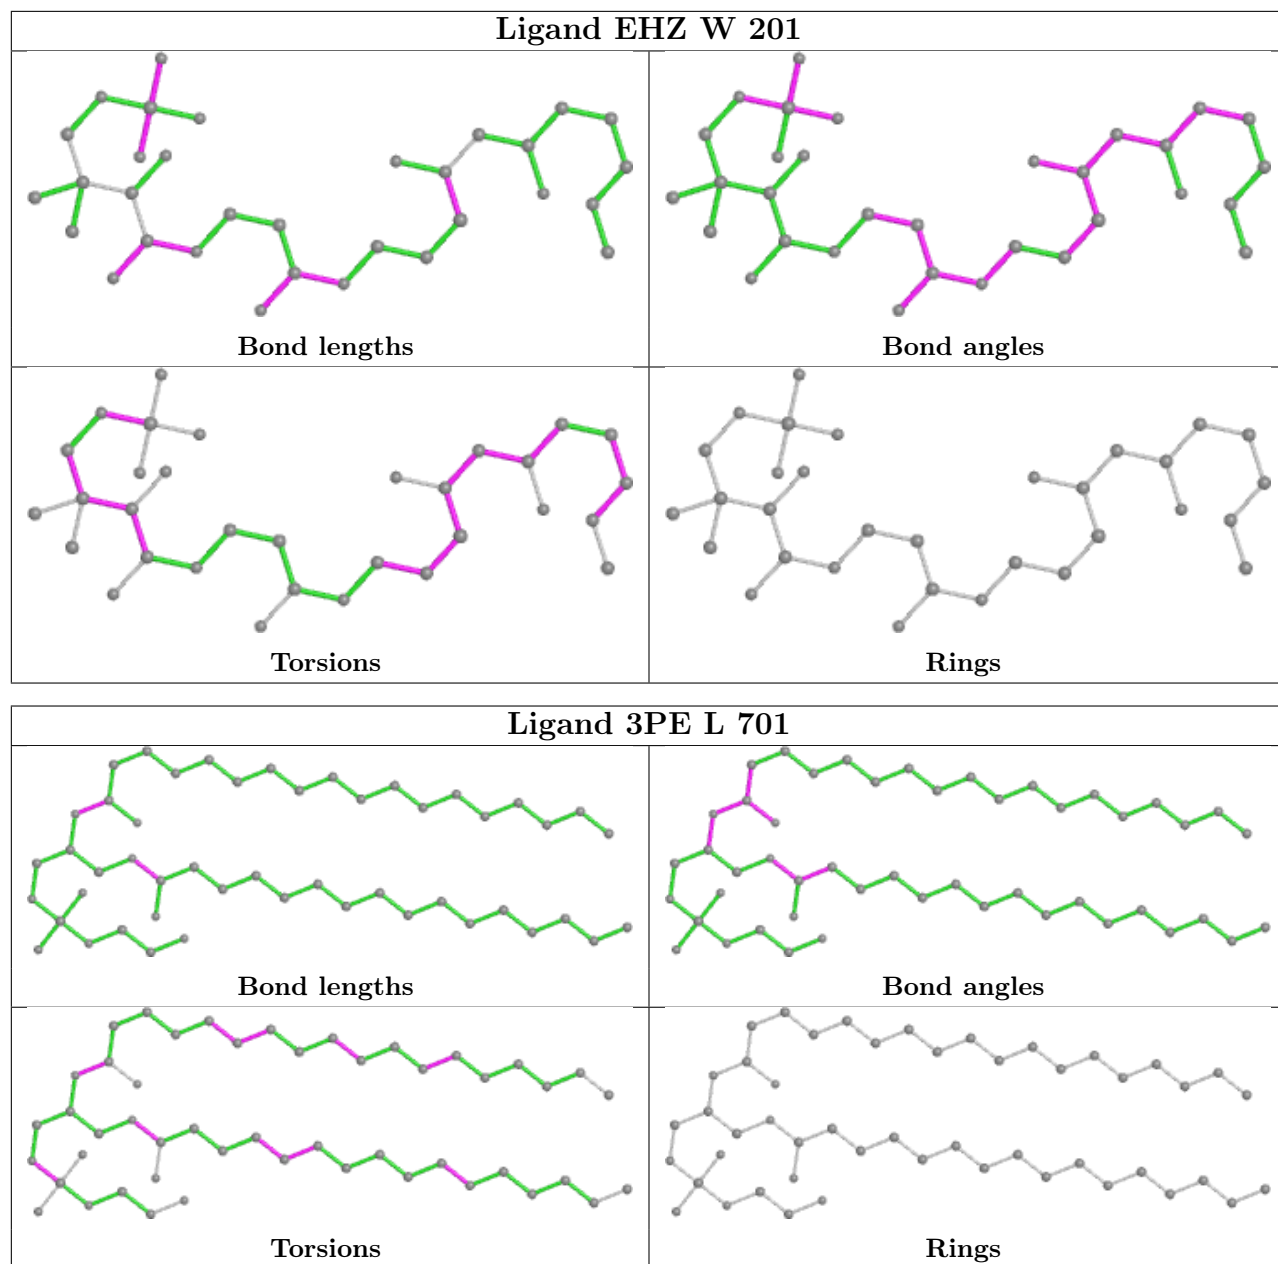 Ligand EHZ W 201
Bond lengths
Bond angles
Torsions
Rings
Ligand 3PE L 701
Bond lengths
Bond angles
Torsions
Rings